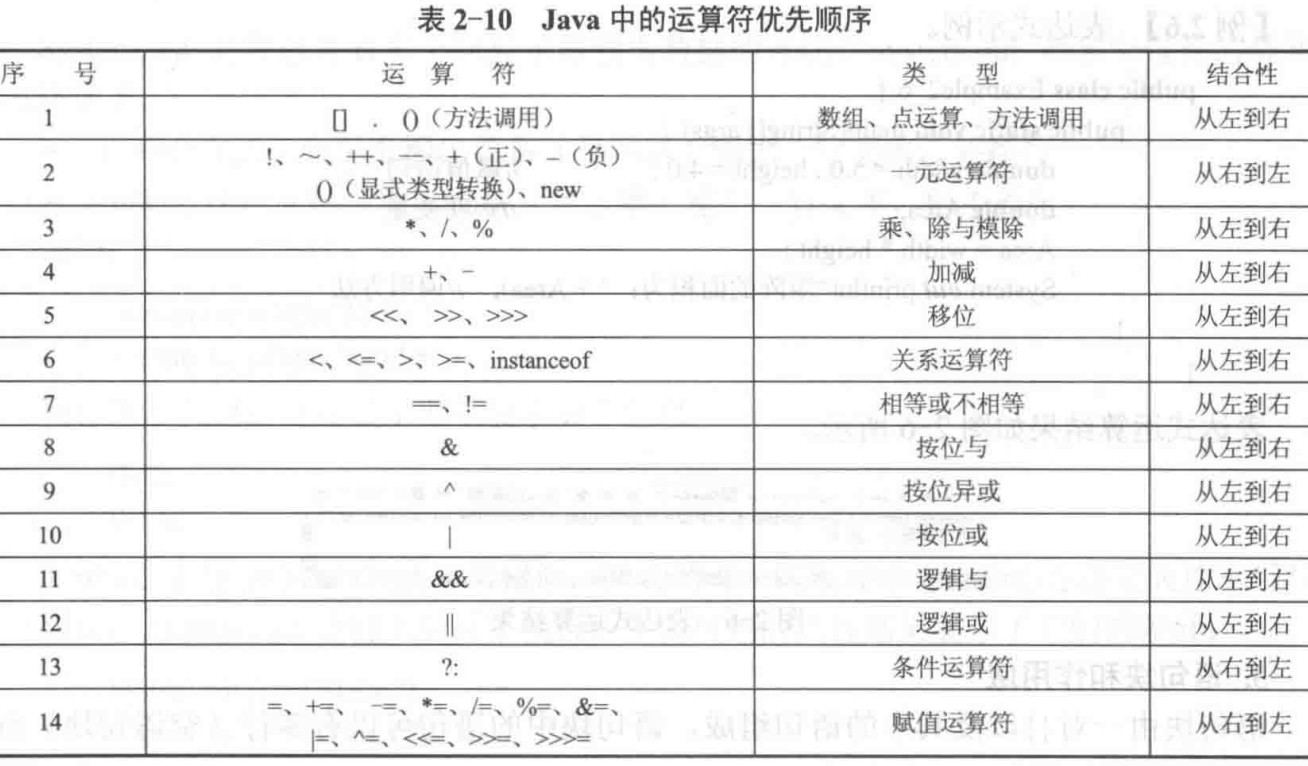 表 2-10 Java 中的运算符优先顺序
序 号 运 算 符 类 型 结合性
1 [] . ()（方法调用） 数组、点运算、方法调用 从左到右
2 !、～、++、--、+（正）、-（负） 一元运算符 从右到左
()（显式类型转换）、new
3 *、/、% 乘、除与模除 从左到右
4 +、- 加减 从左到右
5 <<、 >>、>>> 移位 从左到右
6 <、<=、>、>=、instanceof 关系运算符 从左到右
7 ==、!= 相等或不相等 从左到右
8 & 按位与 从左到右
9 ^ 按位异或 从左到右
10 | 按位或 从左到右
11 && 逻辑与 从左到右
12 || 逻辑或 从左到右
13 ?: 条件运算符 从右到左
14 =、+=、 -=、*=、/=、%=、&=、 赋值运算符 从右到左
|=、^=、<<=、>>=、>>>=